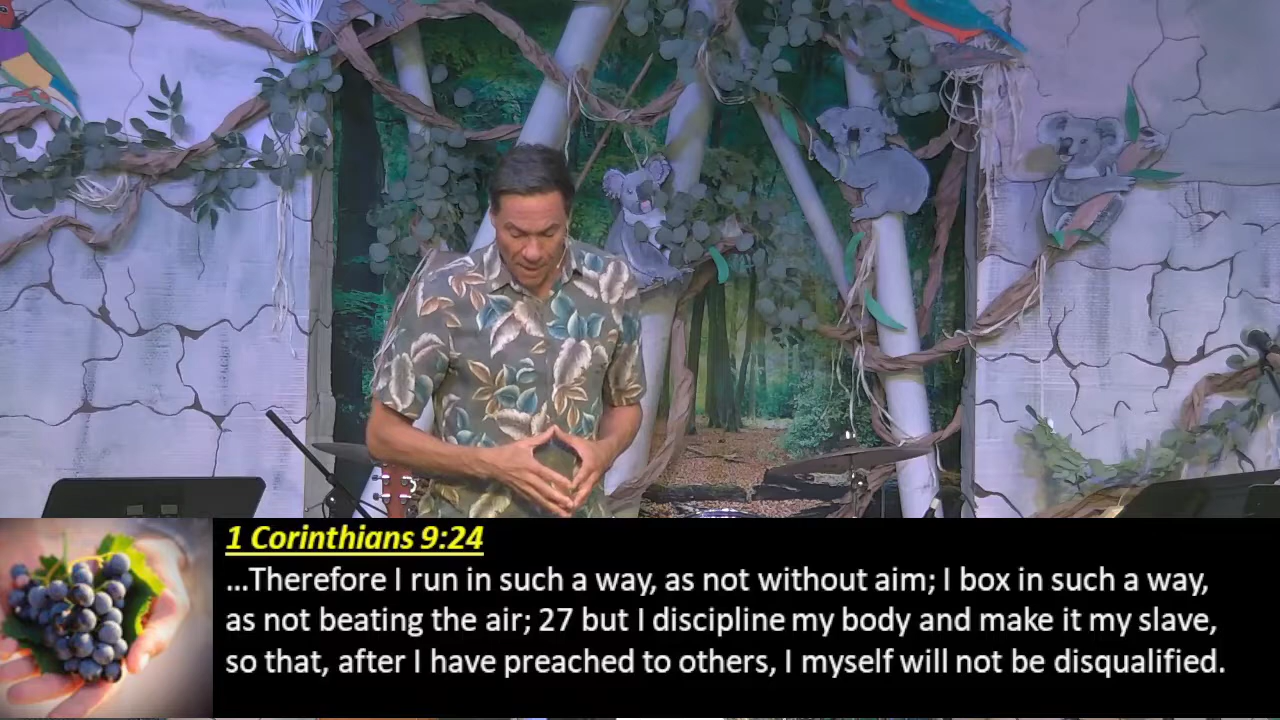 1 Corinthians 9:24
...Therefore I run in such a way, as not without aim; I box in such a way,
as not beating the air; 27 but I discipline my body and make it my slave,
so that, after I have preached to others, I myself will not be disqualified.